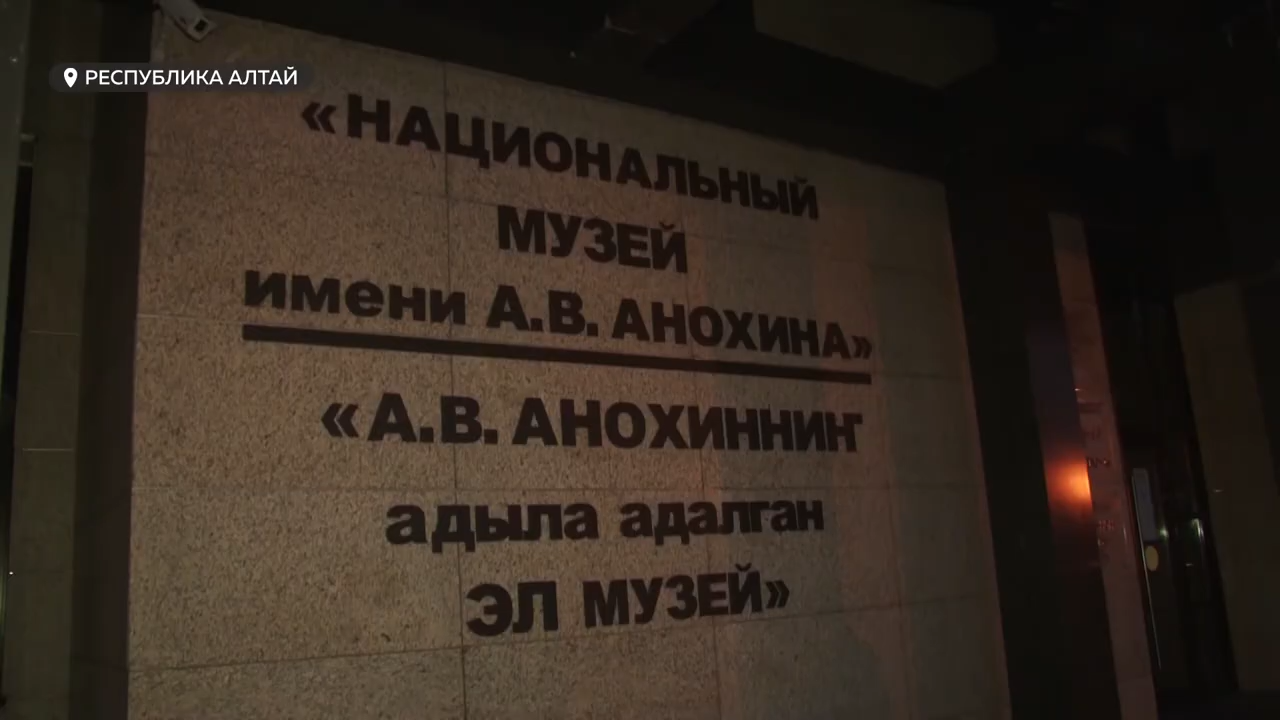 РЕСПУБЛИКА АЛТАЙ
«НАЦИОНАЛЬНЫЙ
МУЗЕЙ
имени А.В. АНОХИНА»
«А.В. АНОХИННИҤ
адыла адалган
ЭЛ МУЗЕЙ»